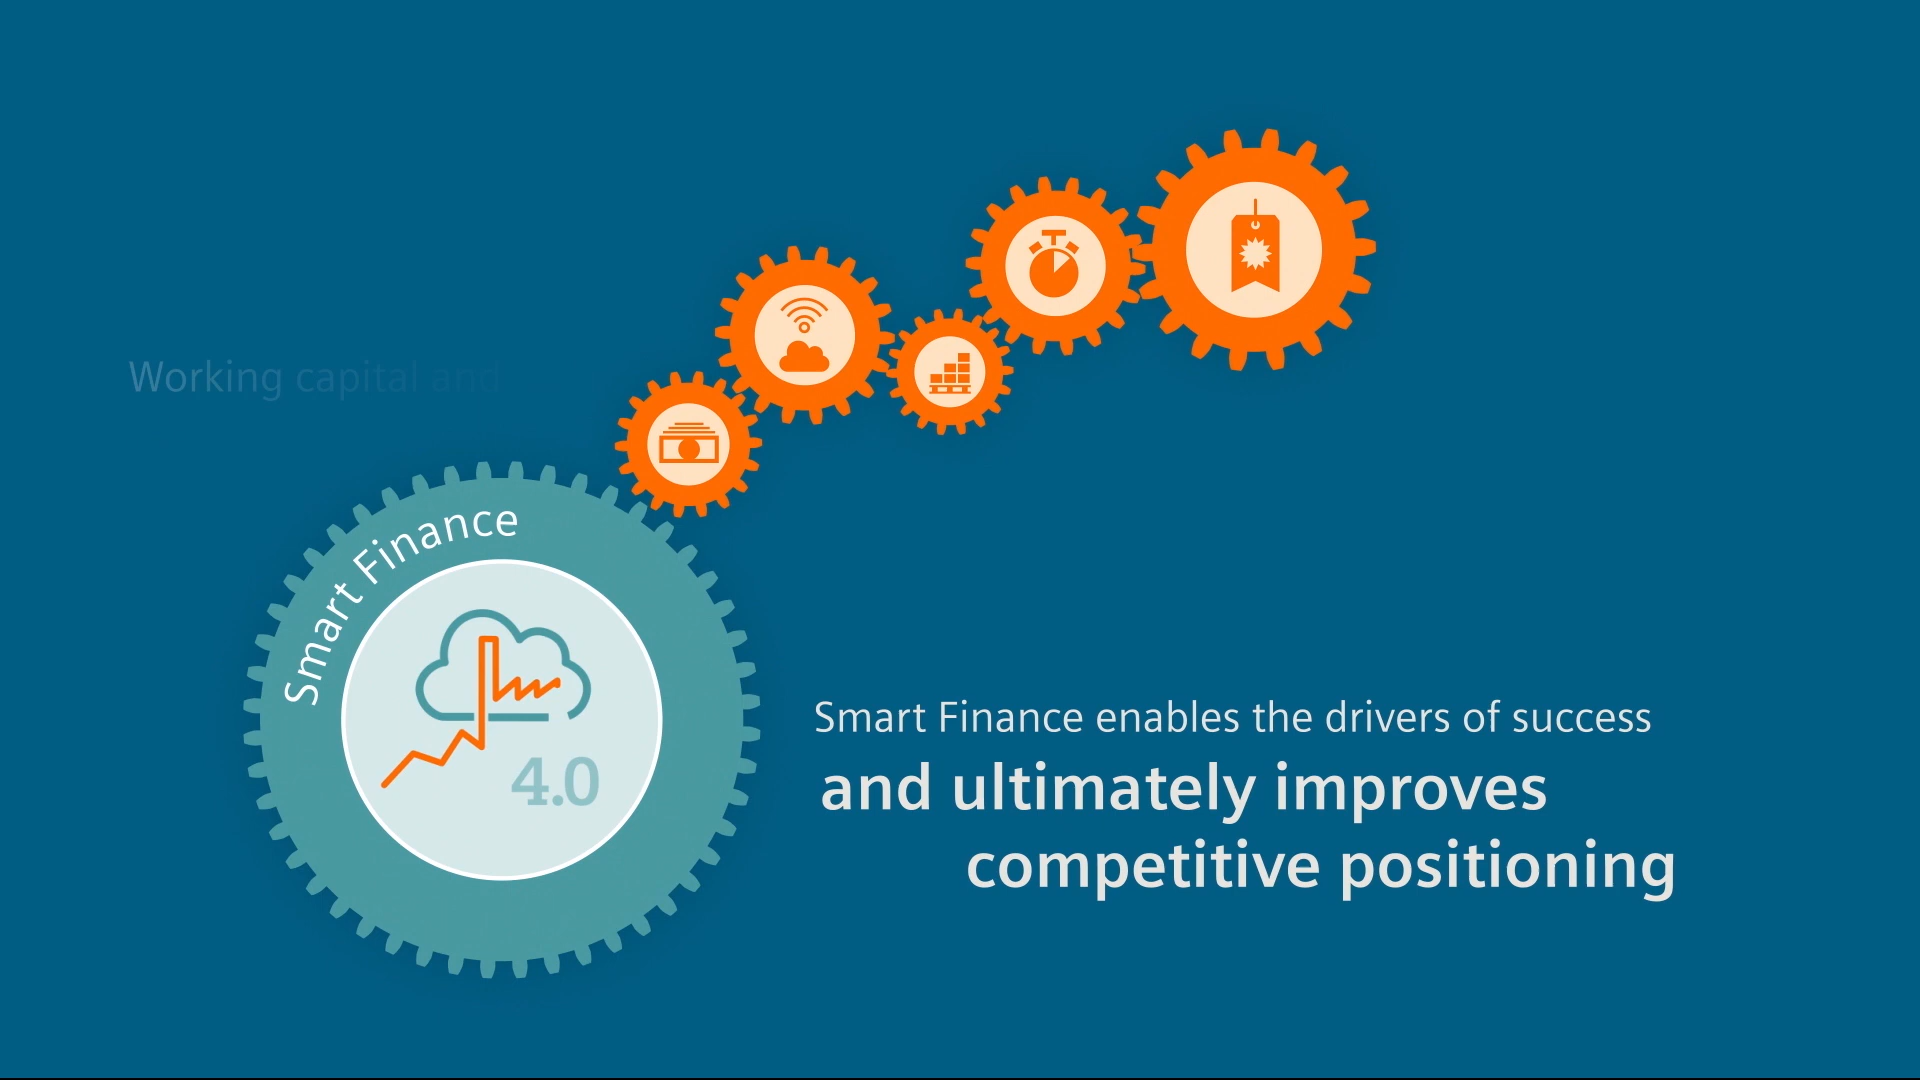 Working capital and
Smart Finance
4.0
Smart Finance enables the drivers of success
and ultimately improves
competitive positioning